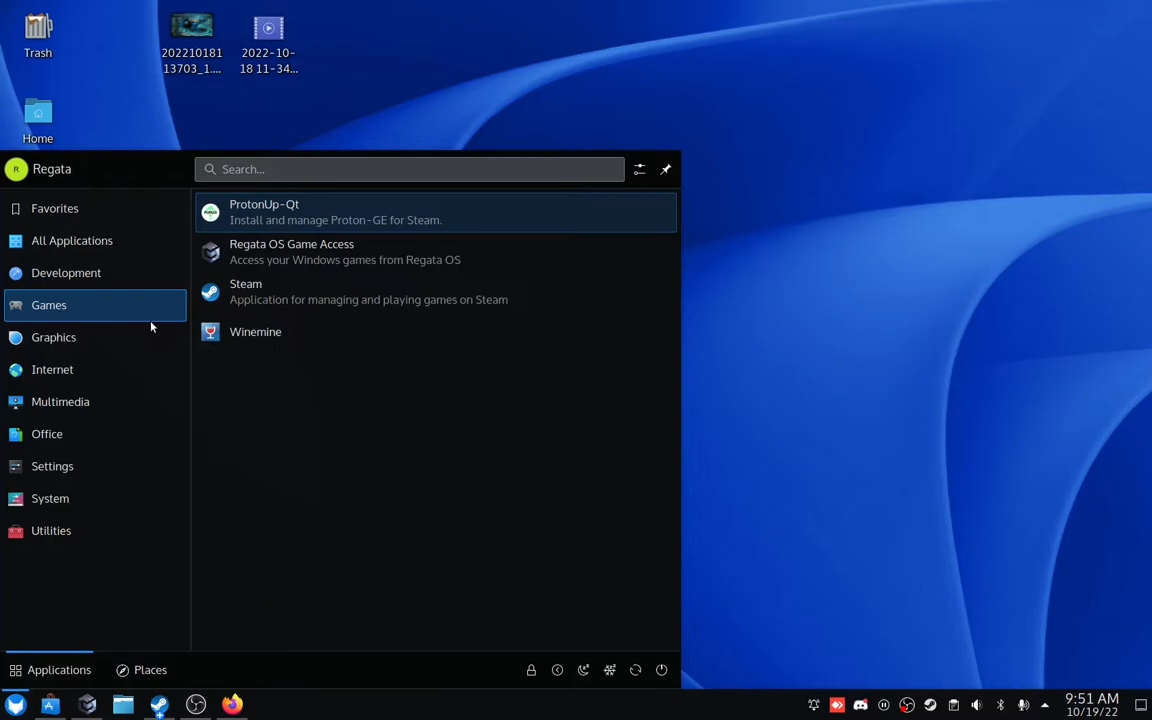 Trash
202210181
13703_1....
2022-10-
18 11-34...
Home
R
Regata
Search...
Favorites
All Applications
Development
Games
Graphics
Internet
Multimedia
Office
Settings
System
Utilities
ProtonUp-Qt
Install and manage Proton-GE for Steam.
Regata OS Game Access
Access your Windows games from Regata OS
Steam
Application for managing and playing games on Steam
Winemine
Applications
Places
9:51 AM
10/19/22